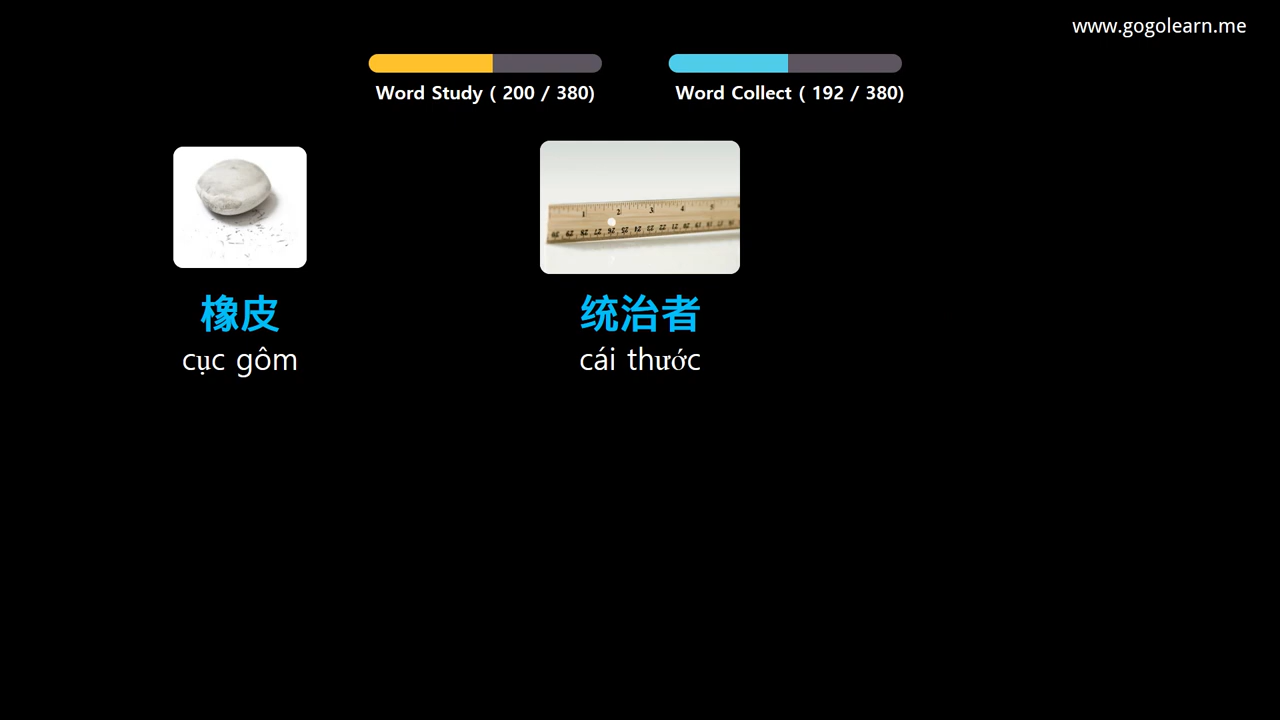 www.gogolearn.me
Word Study ( 200 / 380)
Word Collect ( 192 / 380)
橡皮
cục gôm
统治者
cái thước